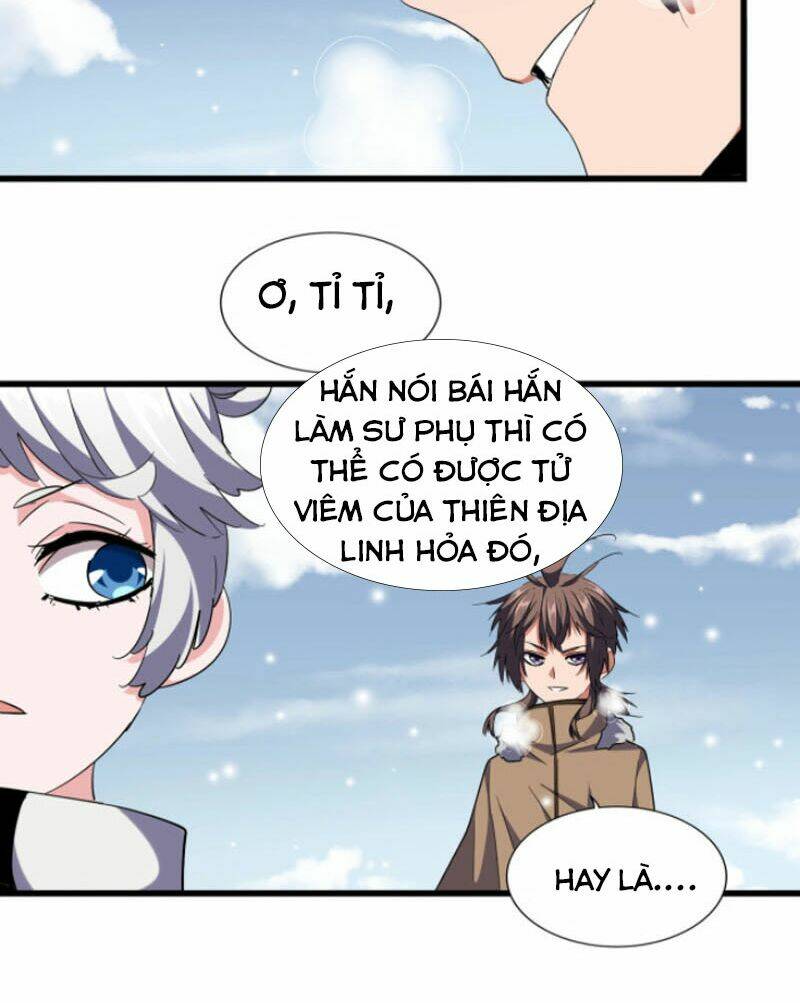 Ơ, TỈ TỈ,
HẮN NÓI BÁI HẮN
LÀM SƯ PHỤ THÌ CÓ
THỂ CÓ ĐƯỢC TỬ
VIÊM CỦA THIÊN ĐỊA
LINH HỎA ĐÓ,
HAY LÀ....